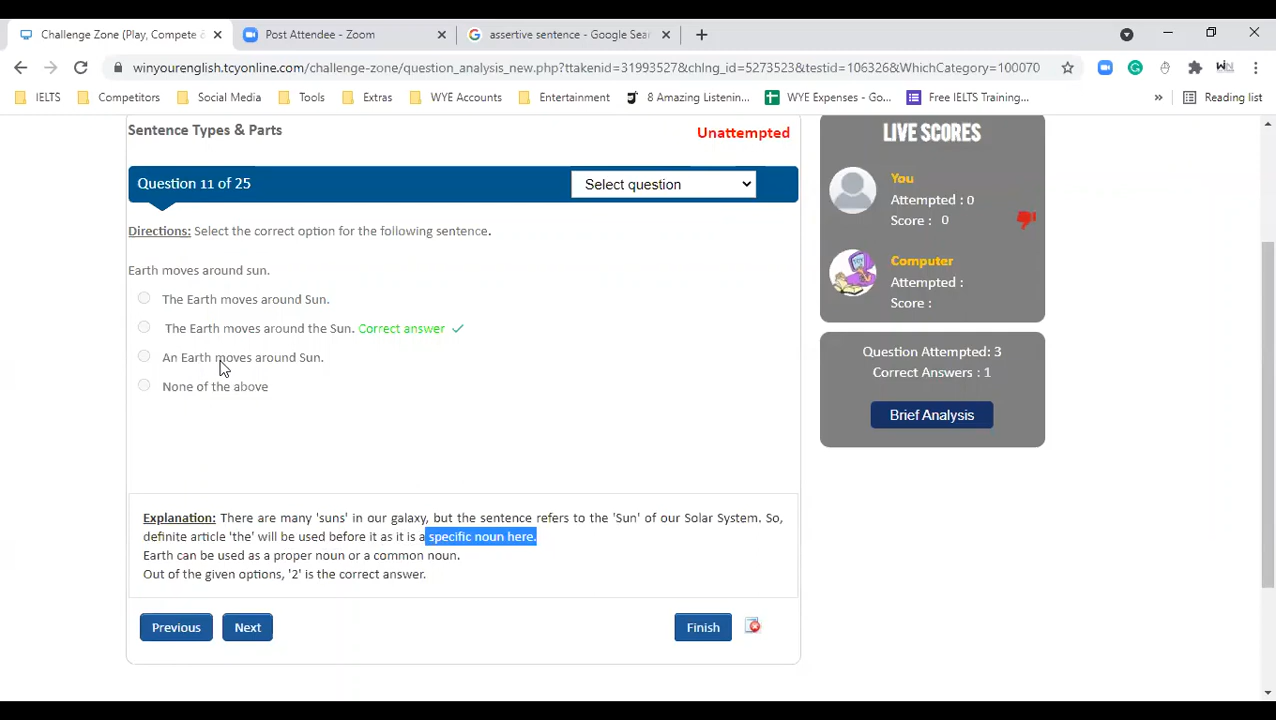 Challenge Zone (Play, Compete &
Post Attendee - Zoom
assertive sentence - Google Sear
winyourenglish.tcyonline.com/challenge-zone/question_analysis_new.php?ttakenid=31993527&chlng_id=5273523&testid=106326&WhichCategory=100070
IELTS
Competitors
Social Media
Tools
Extras
WYE Accounts
Entertainment
8 Amazing Listenin...
WYE Expenses - Go...
Free IELTS Training...
»
Reading list
Sentence Types & Parts
Unattempted
Question 11 of 25
Select question
Directions: Select the correct option for the following sentence.
Earth moves around sun.
The Earth moves around Sun.
The Earth moves around the Sun. Correct answer
An Earth moves around Sun.
None of the above
Explanation: There are many 'suns' in our galaxy, but the sentence refers to the 'Sun' of our Solar System. So,
definite article 'the' will be used before it as it is a specific noun here.
Earth can be used as a proper noun or a common noun.
Out of the given options, '2' is the correct answer.
Previous
Next
Finish
LIVE SCORES
You
Attempted : 0
Score : 0
Computer
Attempted :
Score :
Question Attempted: 3
Correct Answers : 1
Brief Analysis